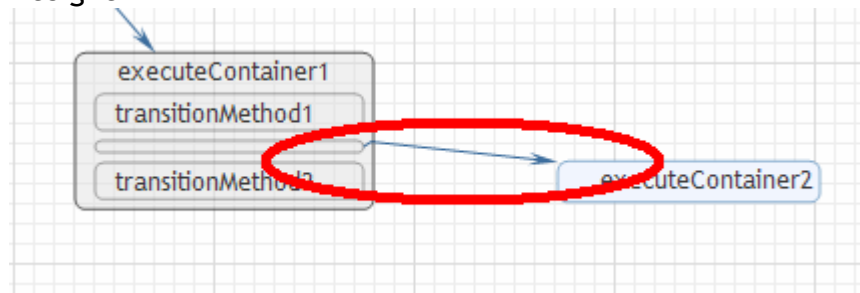 executeContainer1
transitionMethod1
transitionMethod2
executeContainer2